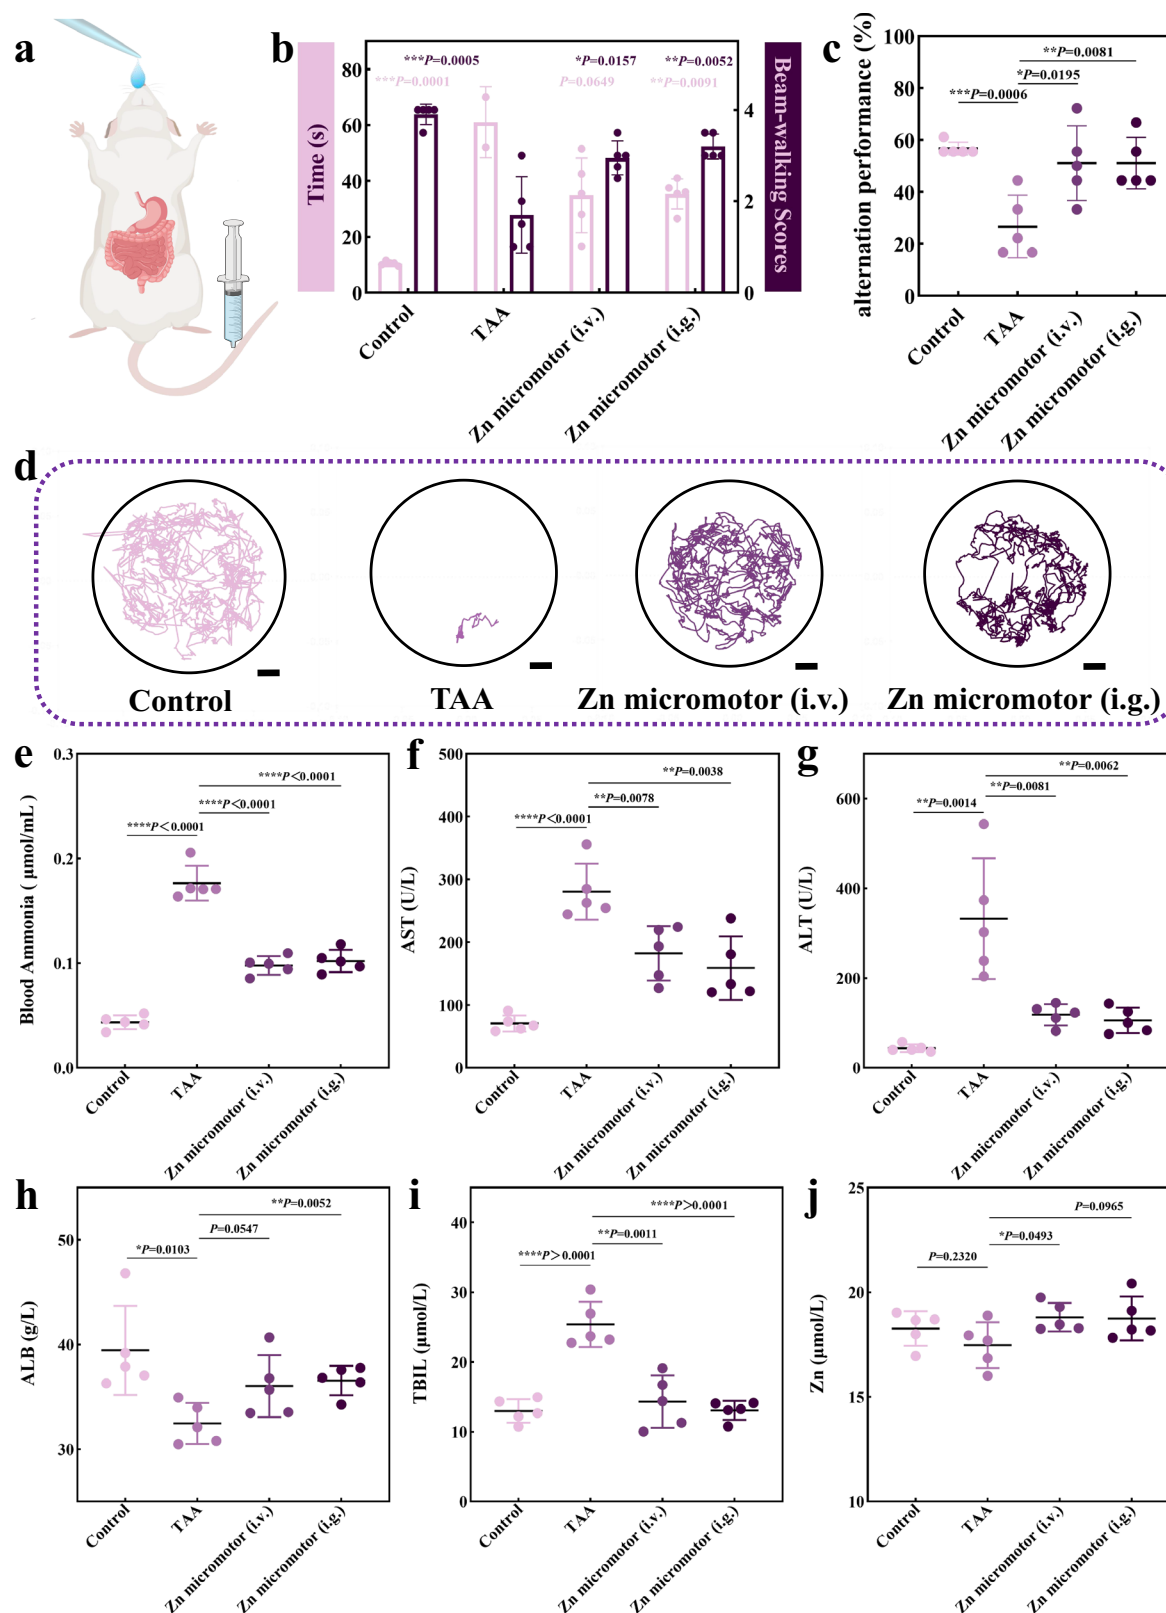 a
b
Time (s)
80
60
40
20
0
***P=0.0005
*P=0.0157
**P=0.0052
***P=0.0001
P=0.0649
**P=0.0091
4
2
0
Beam-walking Scores
Control
TAA
Zn micromotor (i.v.)
Zn micromotor (i.g.)
c
alternation performance (%)
100
80
60
40
20
0
**P=0.0081
*P=0.0195
***P=0.0006
Control
TAA
Zn micromotor (i.v.)
Zn micromotor (i.g.)
d
Control
TAA
Zn micromotor (i.v.)
Zn micromotor (i.g.)
e
Blood Ammonia ( μmol/mL)
0.3
0.2
0.1
0.0
****P<0.0001
****P<0.0001
****P<0.0001
Control
TAA
Zn micromotor (i.v.)
Zn micromotor (i.g.)
f
AST (U/L)
500
400
300
200
100
0
**P=0.0038
**P=0.0078
****P<0.0001
Control
TAA
Zn micromotor (i.v.)
Zn micromotor (i.g.)
g
ALT (U/L)
600
400
200
0
**P=0.0062
**P=0.0081
**P=0.0014
Control
TAA
Zn micromotor (i.v.)
Zn micromotor (i.g.)
h
ALB (g/L)
50
40
30
**P=0.0052
P=0.0547
*P=0.0103
Control
TAA
Zn micromotor (i.v.)
Zn micromotor (i.g.)
i
TBIL (μmol/L)
40
30
20
10
0
****P>0.0001
**P=0.0011
****P>0.0001
Control
TAA
Zn micromotor (i.v.)
Zn micromotor (i.g.)
j
Zn (μmol/L)
25
20
15
10
P=0.0965
*P=0.0493
P=0.2320
Control
TAA
Zn micromotor (i.v.)
Zn micromotor (i.g.)